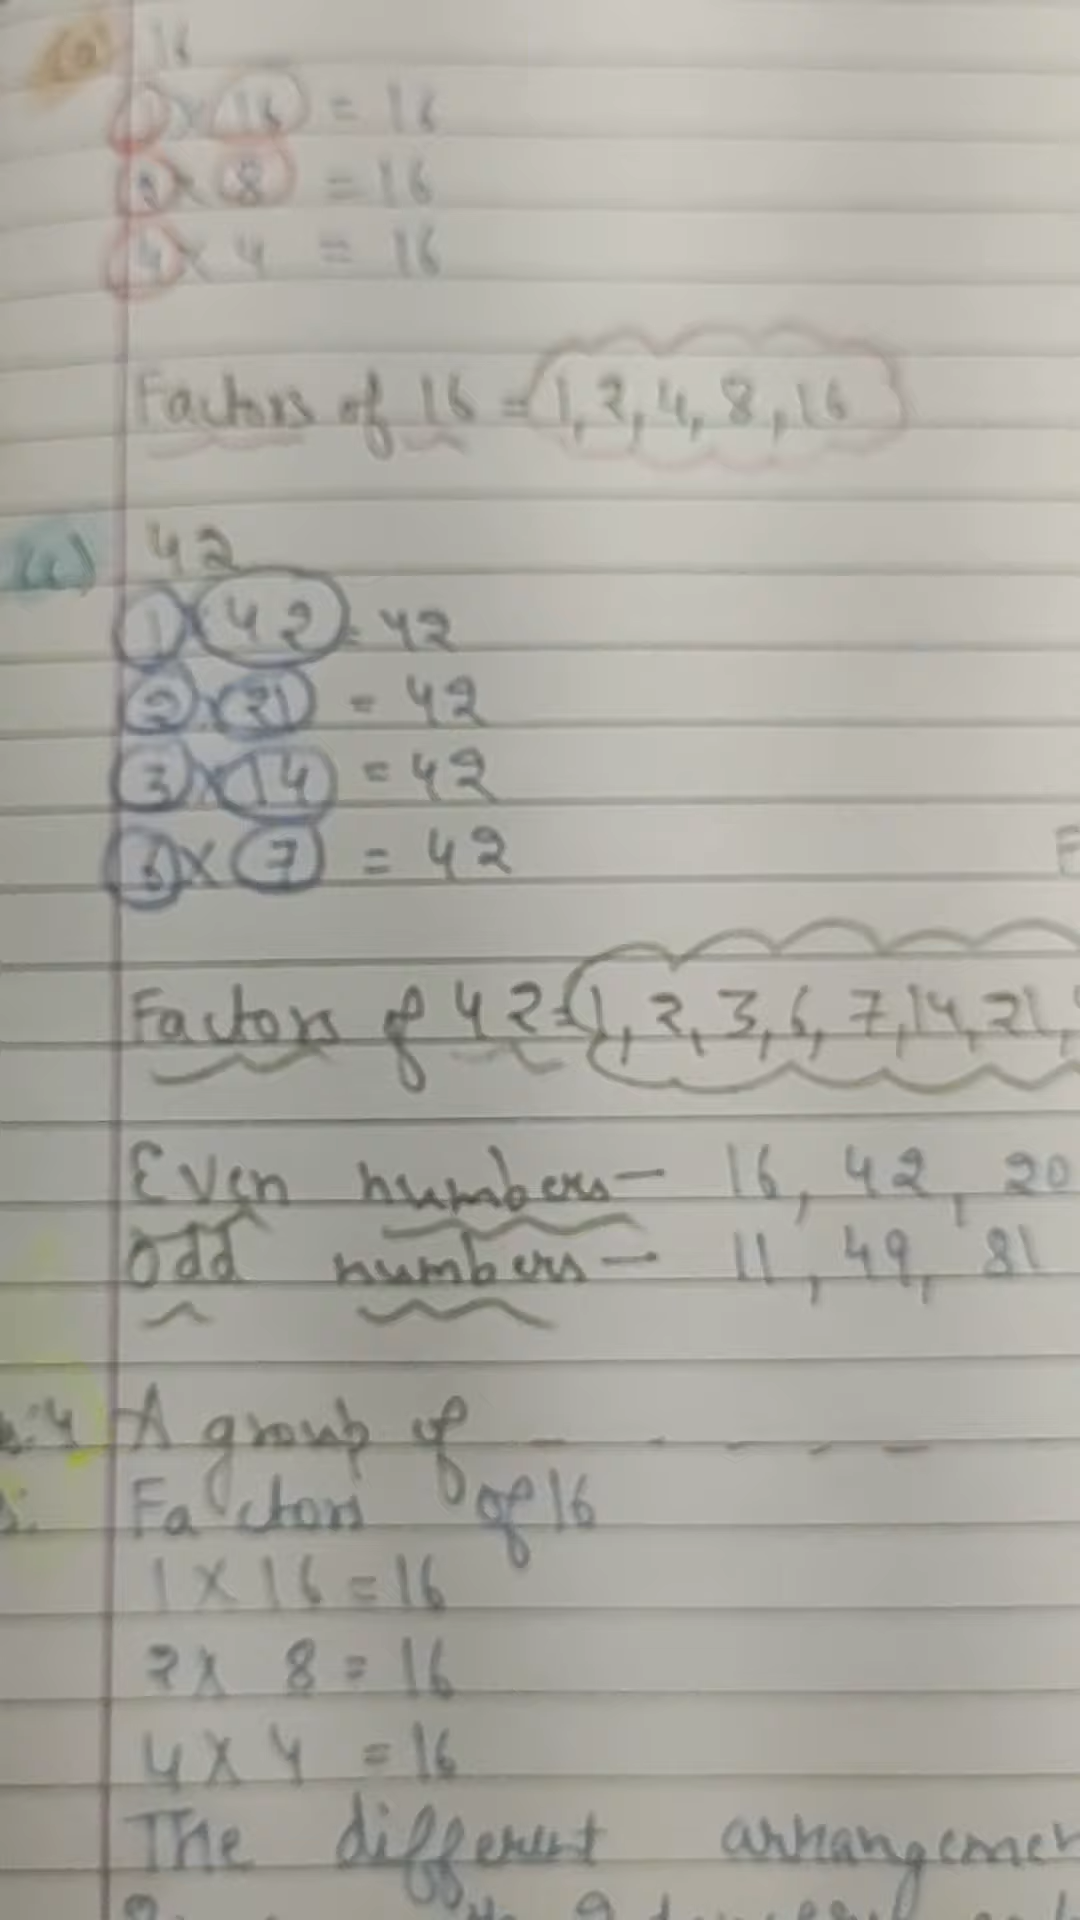 (a) 16
1 × 16 = 16
2 × 8 = 16
4 × 4 = 16
Factors of 16 = 1, 2, 4, 8, 16
(c) 42
1 × 42 = 42
2 × 21 = 42
3 × 14 = 42
6 × 7 = 42
Factors of 42 = 1, 2, 3, 6, 7, 14, 21,
Even numbers - 16, 42, 20
Odd numbers - 11, 49, 81
A group of _ _ _ _ _
Factors of 16
1 × 16 = 16
2 × 8 = 16
4 × 4 = 16
The different